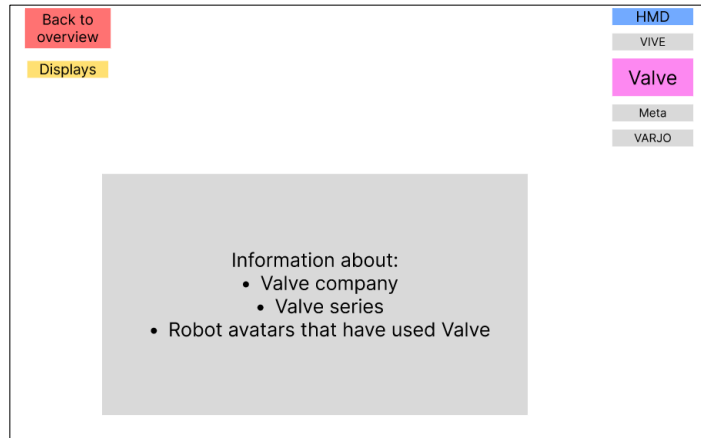 Back to
overview
Displays
HMD
VIVE
Valve
Meta
VARJO
Information about:
• Valve company
• Valve series
• Robot avatars that have used Valve